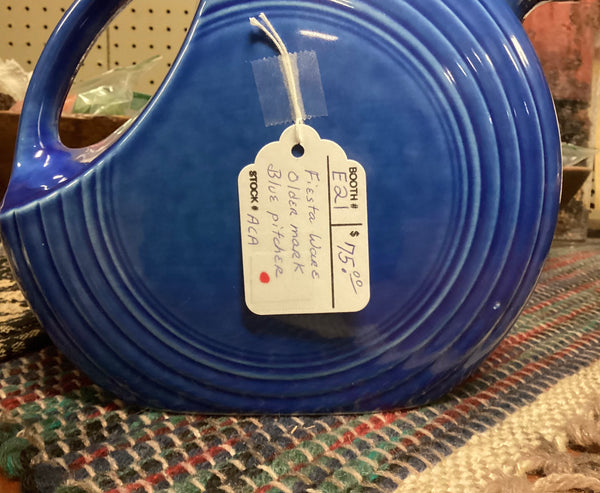 BOOTH #
E21
$ 75.00
Fiesta Ware
Older mark
Blue pitcher
STOCK # ACA